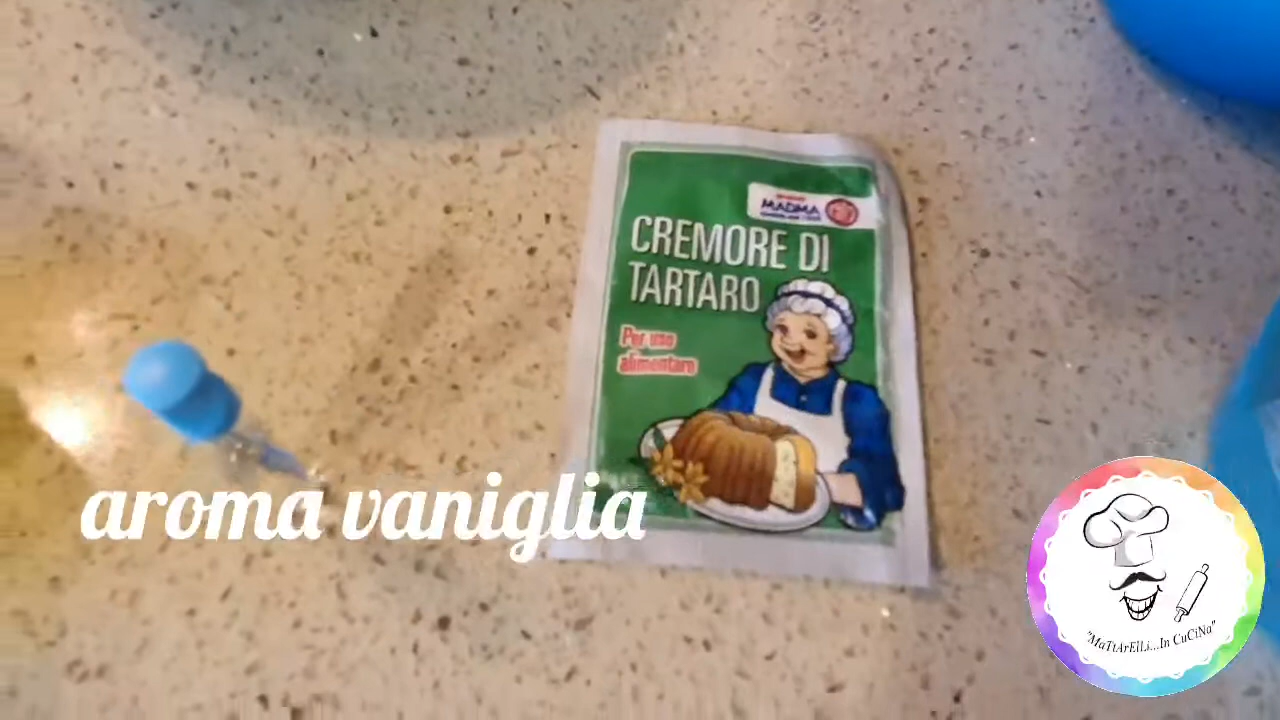 MADMA
CREMORE DI
TARTARO
Per uso
alimentare
aroma vaniglia
"MaTtArElLi...In CuCiNa"